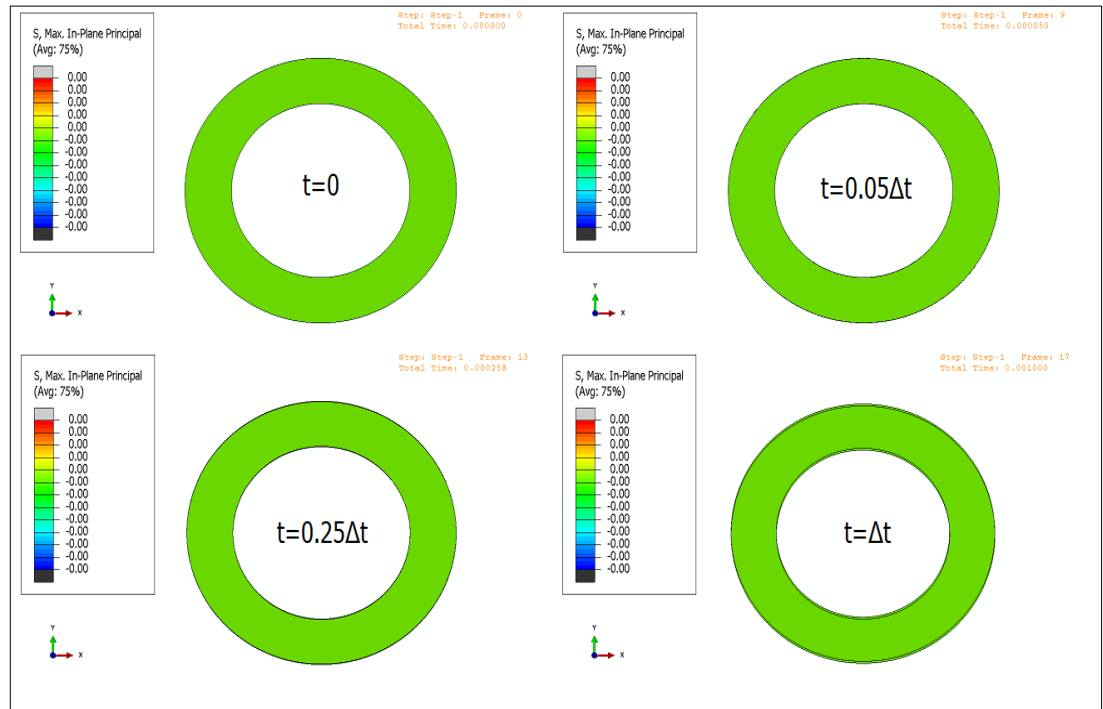 Step: Step-1 Frame: 0
Total Time: 0.000000
S, Max. In-Plane Principal
(Avg: 75%)
0.00
0.00
0.00
0.00
-0.00
-0.00
-0.00
-0.00
-0.00
-0.00
-0.00
-0.00
-0.00
t=0
Y
X
Step: Step-1 Frame: 9
Total Time: 0.000050
S, Max. In-Plane Principal
(Avg: 75%)
0.00
0.00
0.00
0.00
-0.00
-0.00
-0.00
-0.00
-0.00
-0.00
-0.00
-0.00
-0.00
t=0.05Δt
Y
X
Step: Step-1 Frame: 13
Total Time: 0.000258
S, Max. In-Plane Principal
(Avg: 75%)
0.00
0.00
0.00
0.00
-0.00
-0.00
-0.00
-0.00
-0.00
-0.00
-0.00
-0.00
-0.00
t=0.25Δt
Y
X
Step: Step-1 Frame: 17
Total Time: 0.001000
S, Max. In-Plane Principal
(Avg: 75%)
0.00
0.00
0.00
0.00
-0.00
-0.00
-0.00
-0.00
-0.00
-0.00
-0.00
-0.00
-0.00
t=Δt
Y
X